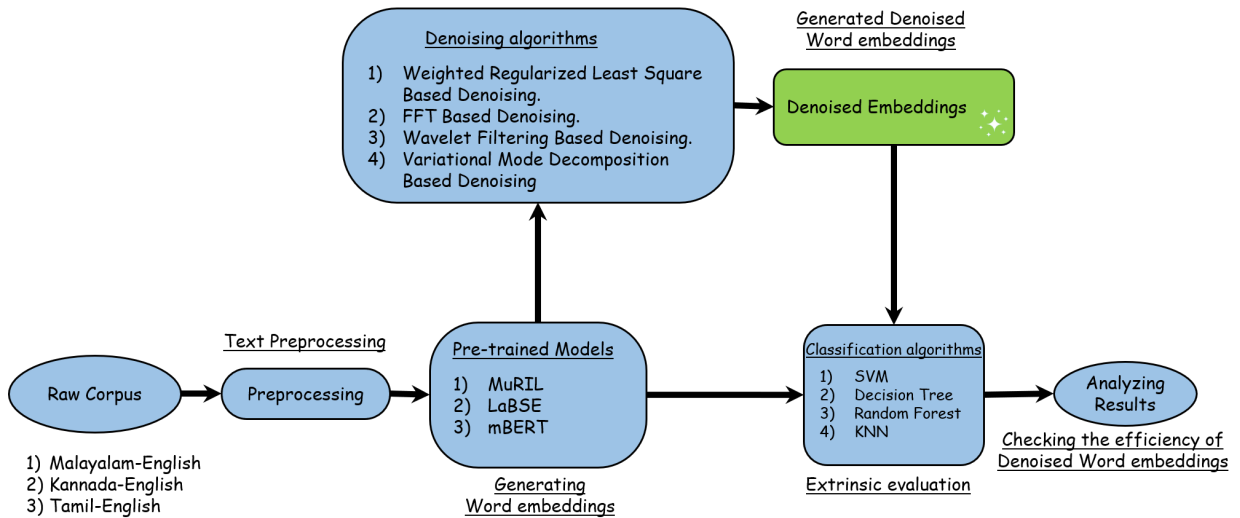 Denoising algorithms
1) Weighted Regularized Least Square
Based Denoising.
2) FFT Based Denoising.
3) Wavelet Filtering Based Denoising.
4) Variational Mode Decomposition
Based Denoising
Generated Denoised
Word embeddings
Denoised Embeddings
Raw Corpus
1) Malayalam-English
2) Kannada-English
3) Tamil-English
Text Preprocessing
Preprocessing
Pre-trained Models
1) MuRIL
2) LaBSE
3) mBERT
Generating
Word embeddings
Classification algorithms
1) SVM
2) Decision Tree
3) Random Forest
4) KNN
Extrinsic evaluation
Analyzing
Results
Checking the efficiency of
Denoised Word embeddings